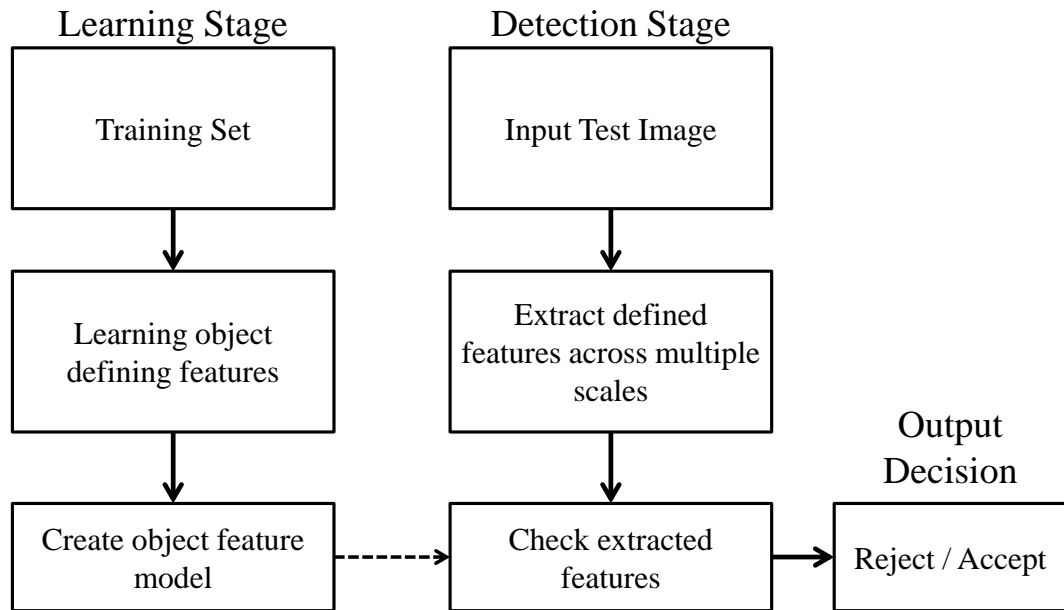 Learning Stage
Detection Stage
Training Set
Input Test Image
Learning object
defining features
Extract defined
features across multiple
scales
Output
Decision
Create object feature
model
Check extracted
features
Reject / Accept